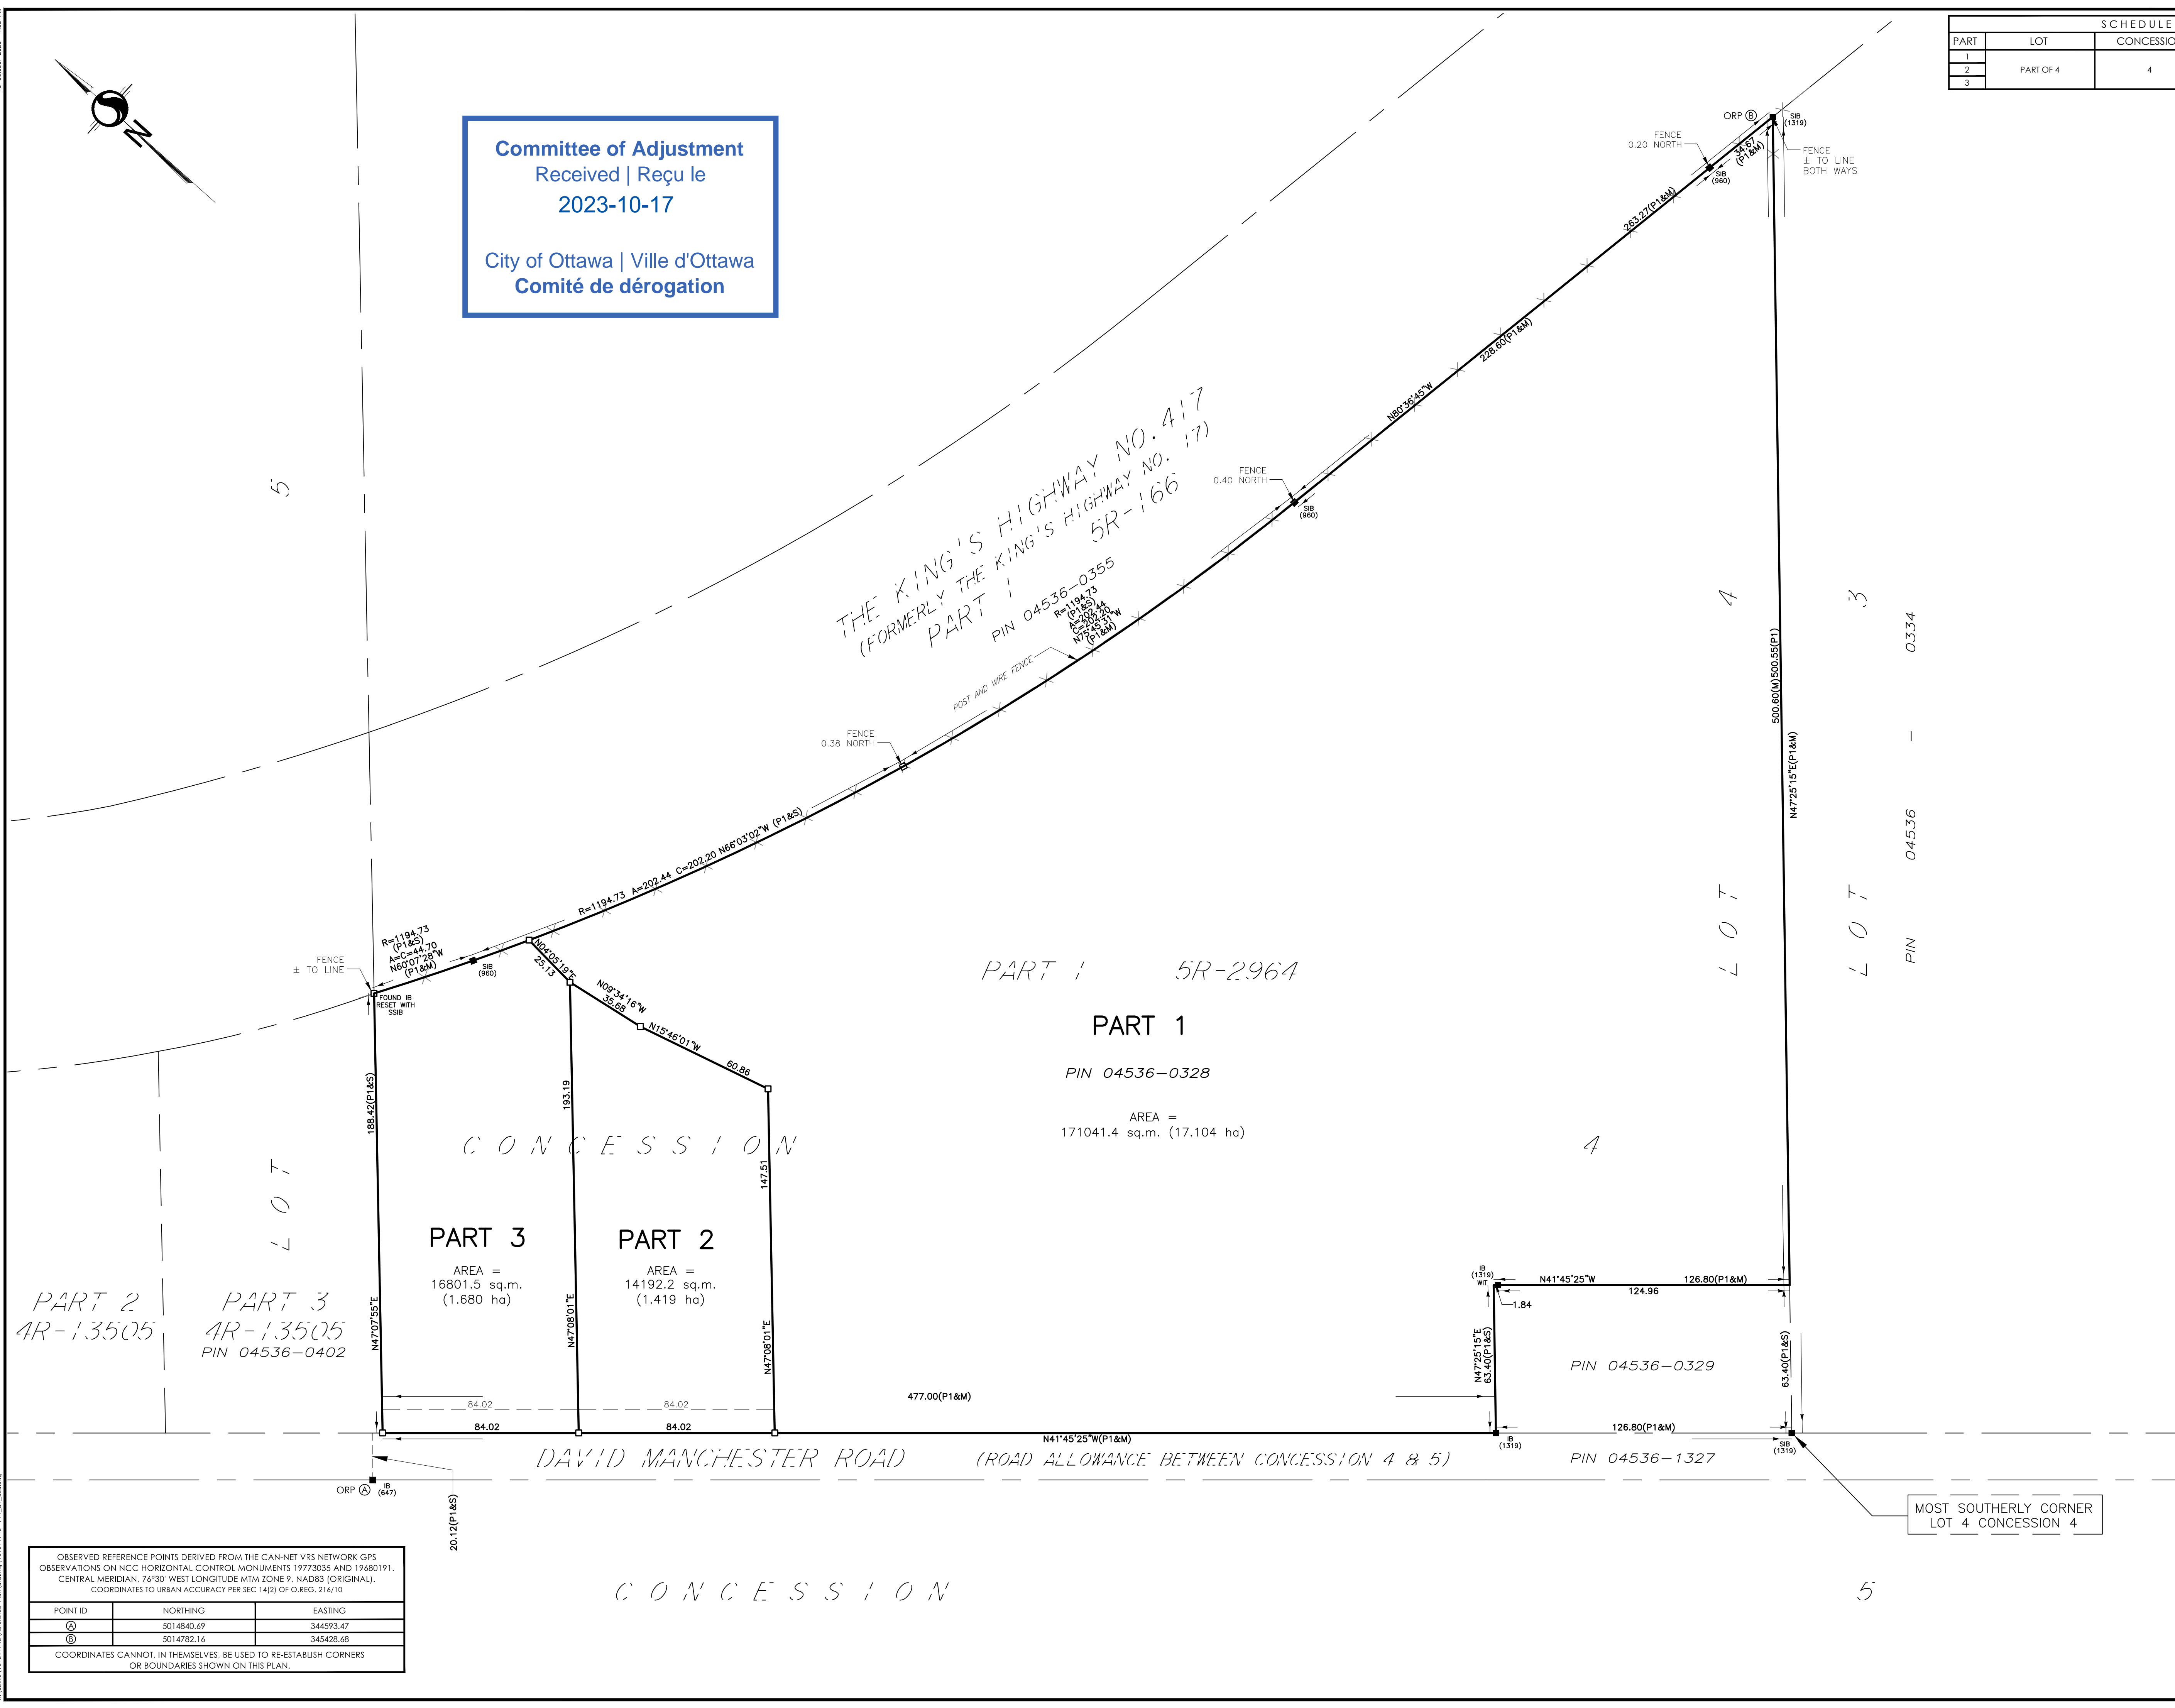 SCHEDULE
PART
LOT
CONCESSIO
1
2
3
PART OF 4
4
N
Committee of Adjustment
Received | Reçu le
2023-10-17
City of Ottawa | Ville d'Ottawa
Comité de dérogation
ORP B
SIB
(1319)
FENCE
0.20 NORTH
34.67
(P1&M)
FENCE
± TO LINE
BOTH WAYS
SIB
(960)
263.27(P1&M)
228.60(P1&M)
N80°36'45"W
5
THE KING'S HIGHWAY NO. 417
(FORMERLY THE KING'S HIGHWAY NO. 17)
PART 1
5R-166
PIN 04536-0355
FENCE
0.40 NORTH
SIB
(960)
R=1194.73
(P1&S)
A=202.44
C=202.20
N75°45'31"W
(P1&M)
POST AND WIRE FENCE
FENCE
0.38 NORTH
R=1194.73 A=202.44 C=202.20 N66°03'02"W (P1&S)
4
3
500.60(M)500.55(P1)
N47°25'15"E(P1&M)
LOT
LOT
PIN 04536 - 0334
R=1194.73
(P1&S)
A=C=44.70
N60°07'28"W
(P1&M)
FENCE
± TO LINE
SIB
(960)
FOUND IB
RESET WITH
SSIB
N04°05'19"E
25.13
N09°34'16"W
35.68
N15°46'01"W
60.86
PART 1 5R-2964
PART 1
PIN 04536-0328
AREA =
171041.4 sq.m. (17.104 ha)
188.42(P1&S)
193.19
147.51
CONCESSION
4
LOT
PART 3
AREA =
16801.5 sq.m.
(1.680 ha)
PART 2
AREA =
14192.2 sq.m.
(1.419 ha)
PART 2
4R-13505
PART 3
4R-13505
PIN 04536-0402
N47°07'55"E
N47°08'01"E
N47°08'01"E
IB
(1319)
WIT
N41°45'25"W
126.80(P1&M)
124.96
1.84
N47°25'15"E
63.40(P1&S)
PIN 04536-0329
63.40(P1&S)
477.00(P1&M)
84.02
84.02
84.02
84.02
N41°45'25"W(P1&M)
126.80(P1&M)
IB
(1319)
SIB
(1319)
DAVID MANCHESTER ROAD
(ROAD ALLOWANCE BETWEEN CONCESSION 4 & 5)
PIN 04536-1327
ORP A
IB
(647)
20.12(P1&S)
MOST SOUTHERLY CORNER
LOT 4 CONCESSION 4
OBSERVED REFERENCE POINTS DERIVED FROM THE CAN-NET VRS NETWORK GPS
OBSERVATIONS ON NCC HORIZONTAL CONTROL MONUMENTS 19773035 AND 19680191,
CENTRAL MERIDIAN, 76°30' WEST LONGITUDE MTM ZONE 9, NAD83 (ORIGINAL).
COORDINATES TO URBAN ACCURACY PER SEC 14(2) OF O.REG. 216/10
POINT ID
NORTHING
EASTING
A
5014840.69
344593.47
B
5014782.16
345428.68
COORDINATES CANNOT, IN THEMSELVES, BE USED TO RE-ESTABLISH CORNERS
OR BOUNDARIES SHOWN ON THIS PLAN.
CONCESSION
5